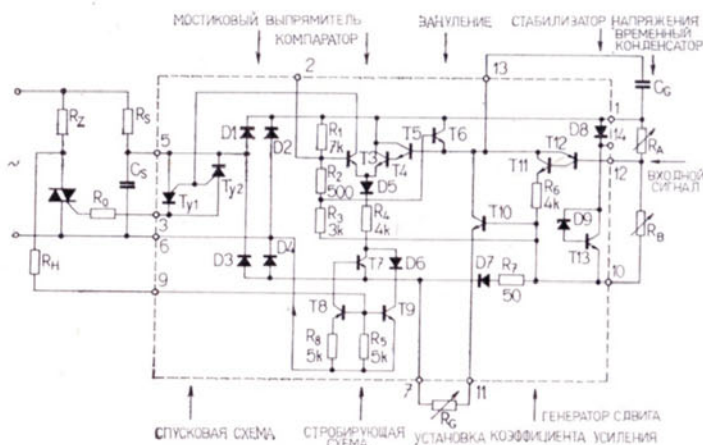 МОСТИКОВЫЙ ВЫПРЯМИТЕЛЬ
КОМПАРАТОР
ЗАНУЛЕНИЕ
СТАБИЛИЗАТОР НАПРЯЖЕНИЯ
ВРЕМЕННЫЙ
КОНДЕНСАТОР
2
13
CG
1
RZ
RS
5
D1
D2
R1
7k
T3
T4
T5
T6
D8
14
RA
T11
T12
12
ВХОДНОЙ
СИГНАЛ
CS
Ty1
Ty2
R2
500
D5
R6
4k
~
RQ
3
R3
3k
R4
4k
T10
D9
T13
RB
6
RH
D3
D4
T7
D6
D7
R7
50
10
9
T8
T9
R8
5k
R5
5k
7
RG
11
СПУСКОВАЯ СХЕМА
СТРОБИРУЮЩАЯ
СХЕМА
УСТАНОВКА КОЭФФИЦИЕНТА УСИЛЕНИЯ
ГЕНЕРАТОР СДВИГА